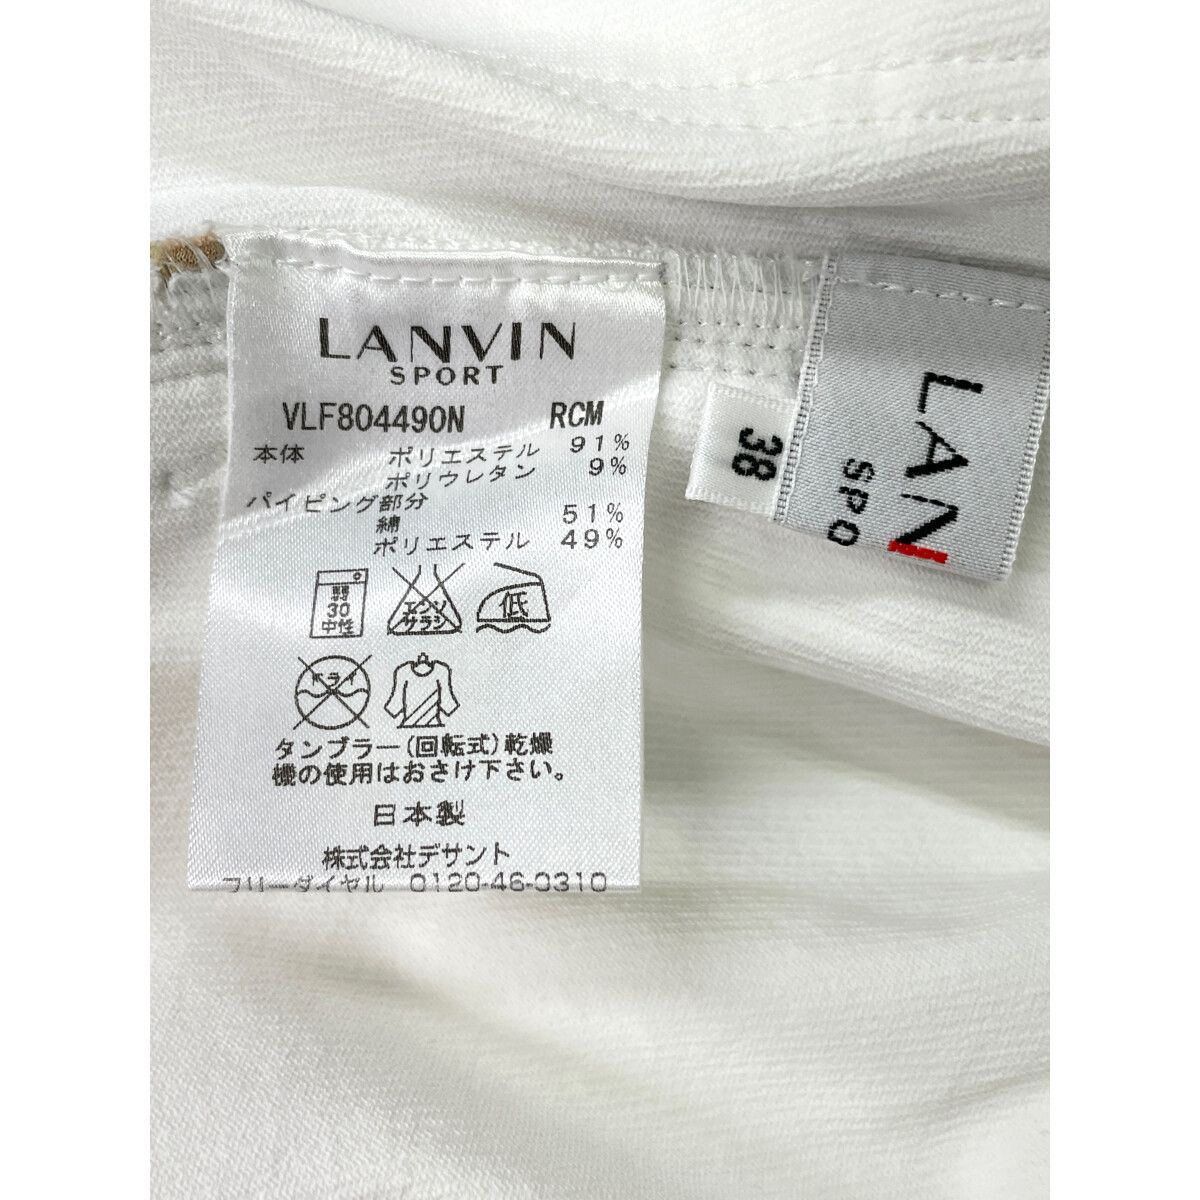 LANVIN
SPORT
VLF804490N RCM
本体 ポリエステル 91%
ポリウレタン 9%
パイピング部分
綿 51%
ポリエステル 49%
弱
30
中性
エンソ
サラシ
低
ドライ
タンブラー(回転式)乾燥
機の使用はおさけ下さい。
日本製
株式会社デサント
フリーダイヤル 0120-46-0310
38
LAN
SPO